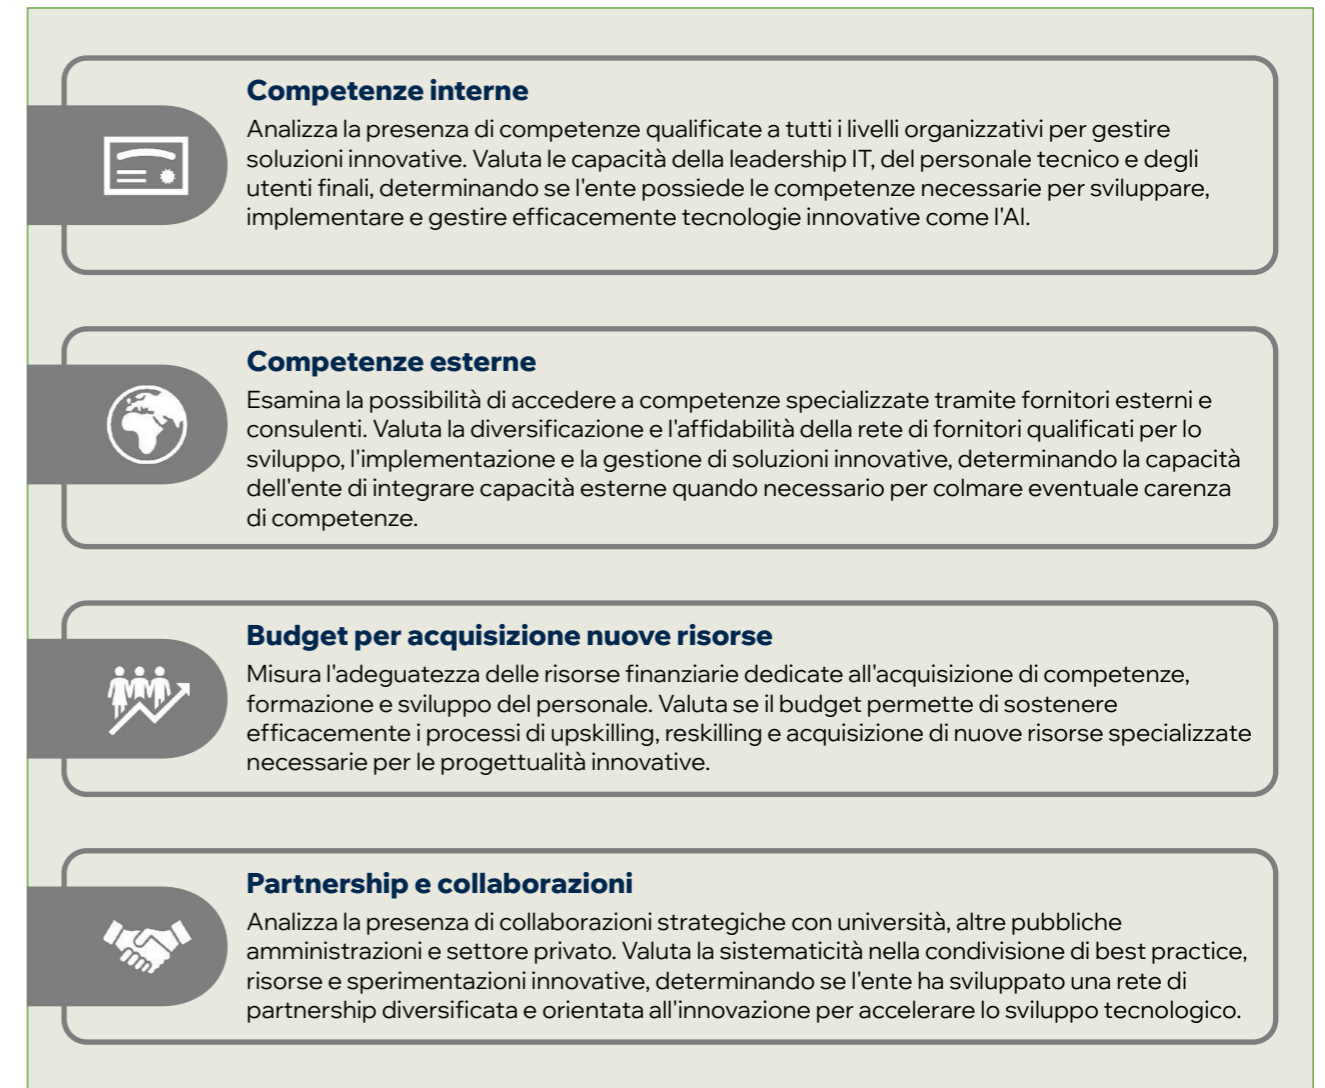 Competenze interne
Analizza la presenza di competenze qualificate a tutti i livelli organizzativi per gestire
soluzioni innovative. Valuta le capacità della leadership IT, del personale tecnico e degli
utenti finali, determinando se l'ente possiede le competenze necessarie per sviluppare,
implementare e gestire efficacemente tecnologie innovative come l'AI.
Competenze esterne
Esamina la possibilità di accedere a competenze specializzate tramite fornitori esterni e
consulenti. Valuta la diversificazione e l'affidabilità della rete di fornitori qualificati per lo
sviluppo, l'implementazione e la gestione di soluzioni innovative, determinando la capacità
dell'ente di integrare capacità esterne quando necessario per colmare eventuale carenza
di competenze.
Budget per acquisizione nuove risorse
Misura l'adeguatezza delle risorse finanziarie dedicate all'acquisizione di competenze,
formazione e sviluppo del personale. Valuta se il budget permette di sostenere
efficacemente i processi di upskilling, reskilling e acquisizione di nuove risorse specializzate
necessarie per le progettualità innovative.
Partnership e collaborazioni
Analizza la presenza di collaborazioni strategiche con università, altre pubbliche
amministrazioni e settore privato. Valuta la sistematicità nella condivisione di best practice,
risorse e sperimentazioni innovative, determinando se l'ente ha sviluppato una rete di
partnership diversificata e orientata all'innovazione per accelerare lo sviluppo tecnologico.